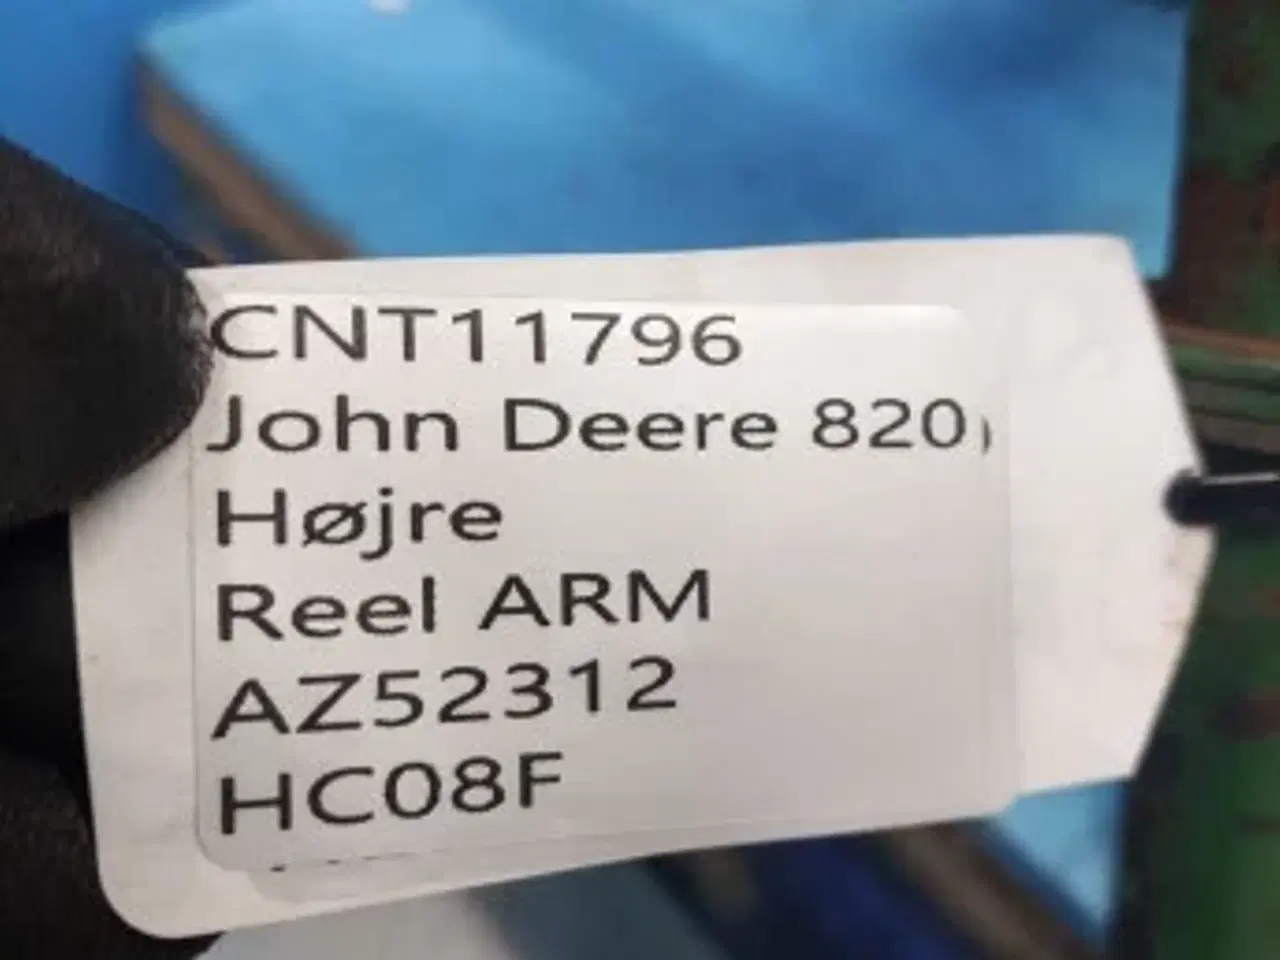 CNT11796
John Deere 820
Højre
Reel ARM
AZ52312
HC08F